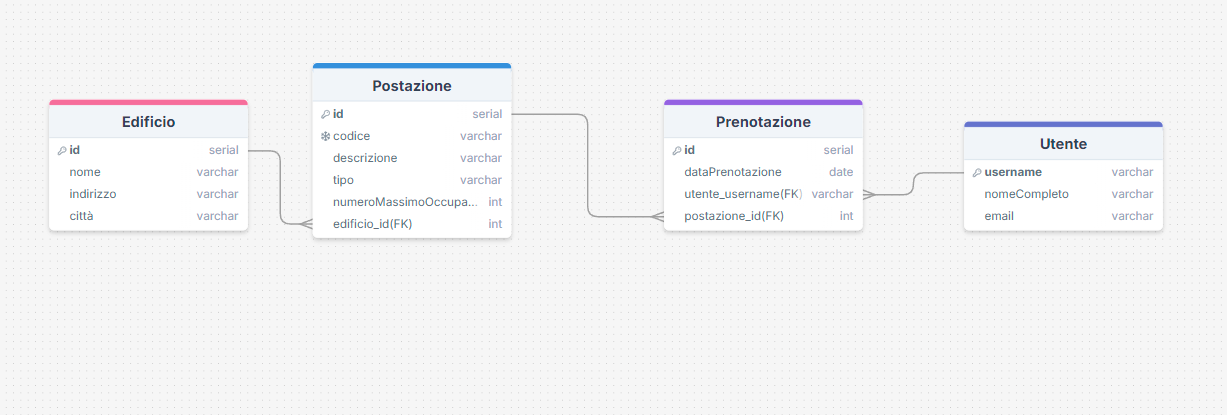 Edificio
id serial
nome varchar
indirizzo varchar
città varchar
Postazione
id serial
codice varchar
descrizione varchar
tipo varchar
numeroMassimoOccupa... int
edificio_id(FK) int
Prenotazione
id serial
dataPrenotazione date
utente_username(FK) varchar
postazione_id(FK) int
Utente
username varchar
nomeCompleto varchar
email varchar